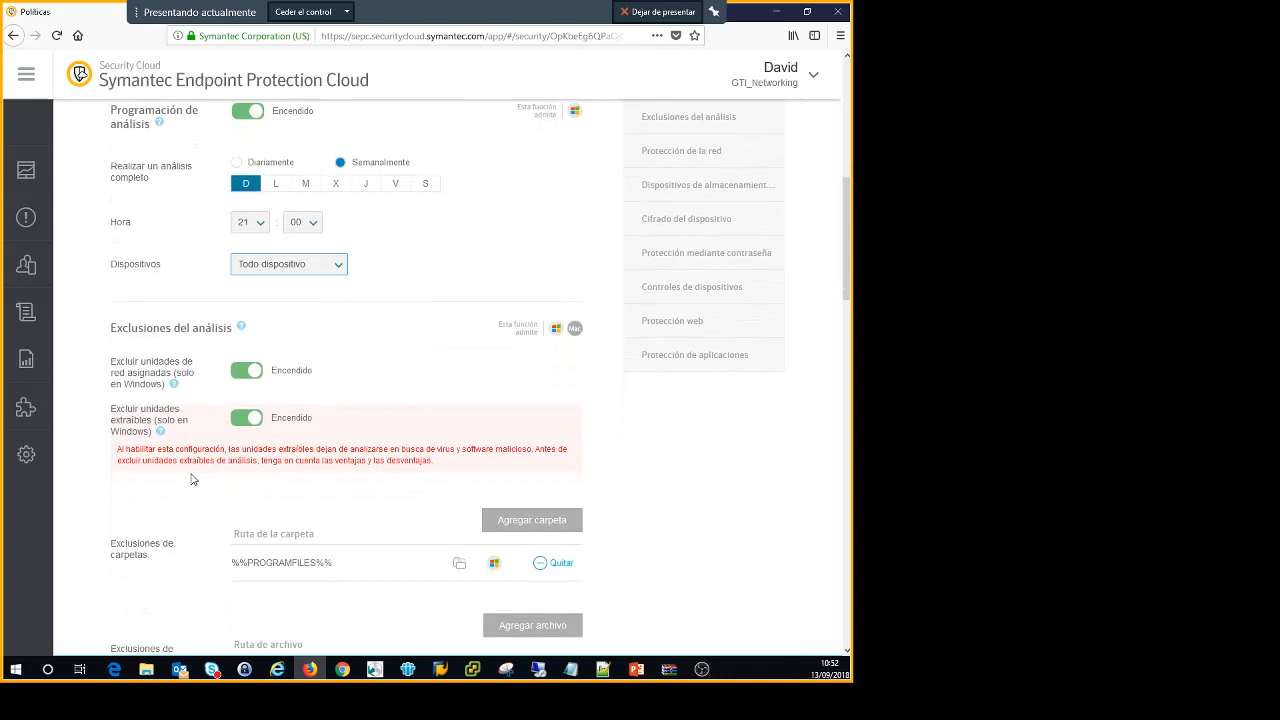 Políticas
Presentando actualmente
Ceder el control
Dejar de presentar
Symantec Corporation (US)
https://sepc.securitycloud.symantec.com/app/#/security/OpKbeEg6QPaO
Security Cloud
Symantec Endpoint Protection Cloud
David
GTI_Networking
Programación de
análisis
Encendido
Esta función
admite
Realizar un análisis
completo
Diariamente
Semanalmente
D L M X J V S
Hora
21 : 00
Dispositivos
Todo dispositivo
Exclusiones del análisis
Esta función
admite
Mac
Excluir unidades de
red asignadas (solo
en Windows)
Encendido
Excluir unidades
extraíbles (solo en
Windows)
Encendido
Al habilitar esta configuración, las unidades extraíbles dejan de analizarse en busca de virus y software malicioso. Antes de
excluir unidades extraíbles de análisis, tenga en cuenta las ventajas y las desventajas.
Agregar carpeta
Ruta de la carpeta
Exclusiones de
carpetas.
%%PROGRAMFILES%%
Quitar
Agregar archivo
Ruta de archivo
Exclusiones de
Exclusiones del análisis
Protección de la red
Dispositivos de almacenamient...
Cifrado del dispositivo
Protección mediante contraseña
Controles de dispositivos
Protección web
Protección de aplicaciones
10:52
13/09/2018